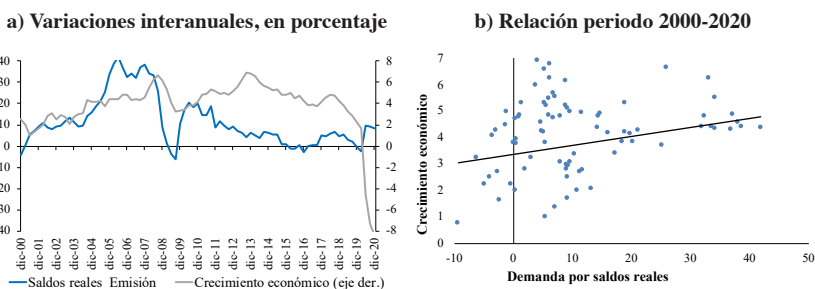 a) Variaciones interanuales, en porcentaje
b) Relación periodo 2000-2020
40
30
20
10
0
10
20
30
40
8
6
4
2
0
-2
-4
-6
-8
dic-00
dic-01
dic-02
dic-03
dic-04
dic-05
dic-06
dic-07
dic-08
dic-09
dic-10
dic-11
dic-12
dic-13
dic-14
dic-15
dic-16
dic-17
dic-18
dic-19
dic-20
Saldos reales Emisión
Crecimiento económico (eje der.)
Crecimiento económico
7
6
5
4
3
2
1
0
-10
0
10
20
30
40
50
Demanda por saldos reales